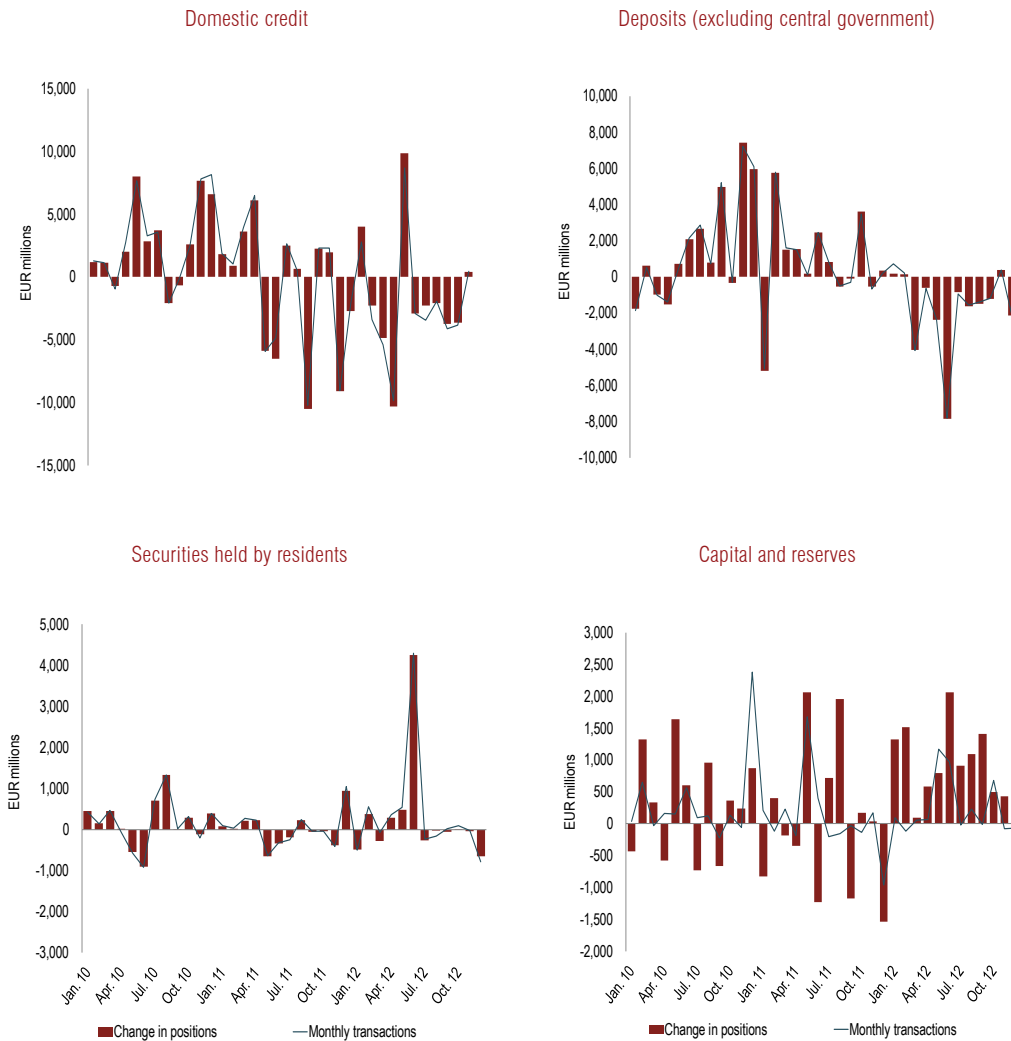 Domestic credit
15,000
10,000
5,000
0
-5,000
-10,000
-15,000
EUR millions
Deposits (excluding central government)
10,000
8,000
6,000
4,000
2,000
0
-2,000
-4,000
-6,000
-8,000
-10,000
EUR millions
Securities held by residents
5,000
4,000
3,000
2,000
1,000
0
-1,000
-2,000
-3,000
EUR millions
Jan. 10
Apr. 10
Jul. 10
Oct. 10
Jan. 11
Apr. 11
Jul. 11
Oct. 11
Jan. 12
Apr. 12
Jul. 12
Oct. 12
Change in positions
Monthly transactions
Capital and reserves
3,000
2,500
2,000
1,500
1,000
500
0
-500
-1,000
-1,500
-2,000
EUR millions
Jan. 10
Apr. 10
Jul. 10
Oct. 10
Jan. 11
Apr. 11
Jul. 11
Oct. 11
Jan. 12
Apr. 12
Jul. 12
Oct. 12
Change in positions
Monthly transactions